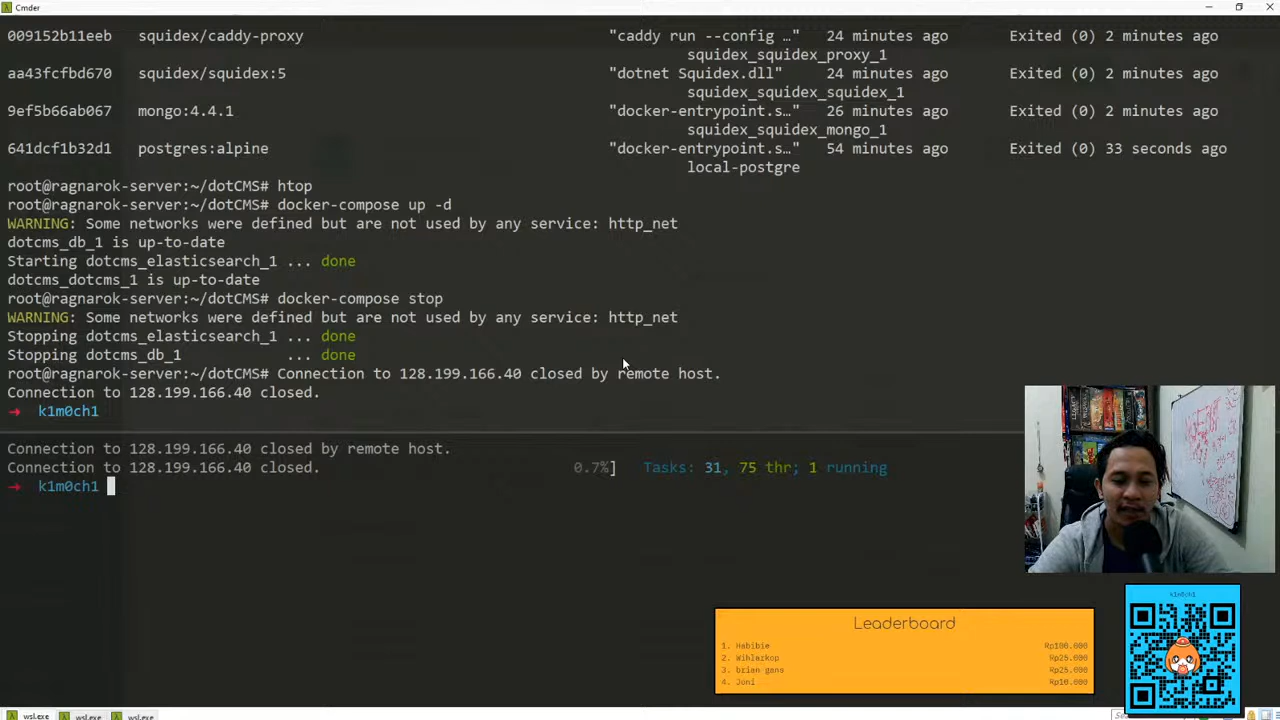 Cmder
009152b11eeb squidex/caddy-proxy "caddy run --config …" 24 minutes ago Exited (0) 2 minutes ago
squidex_squidex_proxy_1
aa43fcfbd670 squidex/squidex:5 "dotnet Squidex.dll" 24 minutes ago Exited (0) 2 minutes ago
squidex_squidex_squidex_1
9ef5b66ab067 mongo:4.4.1 "docker-entrypoint.s…" 26 minutes ago Exited (0) 2 minutes ago
squidex_squidex_mongo_1
641dcf1b32d1 postgres:alpine "docker-entrypoint.s…" 54 minutes ago Exited (0) 33 seconds ago
local-postgre
root@ragnarok-server:~/dotCMS# htop
root@ragnarok-server:~/dotCMS# docker-compose up -d
WARNING: Some networks were defined but are not used by any service: http_net
dotcms_db_1 is up-to-date
Starting dotcms_elasticsearch_1 ... done
dotcms_dotcms_1 is up-to-date
root@ragnarok-server:~/dotCMS# docker-compose stop
WARNING: Some networks were defined but are not used by any service: http_net
Stopping dotcms_elasticsearch_1 ... done
Stopping dotcms_db_1 ... done
root@ragnarok-server:~/dotCMS# Connection to 128.199.166.40 closed by remote host.
Connection to 128.199.166.40 closed.
→ k1m0ch1
Connection to 128.199.166.40 closed by remote host.
Connection to 128.199.166.40 closed. 0.7%] Tasks: 31, 75 thr; 1 running
→ k1m0ch1
k1m0ch1
Leaderboard
1. Habibie Rp100.000
2. Wihlarkop Rp25.000
3. brian gans Rp25.000
4. Joni Rp10.000
wsl.exe wsl.exe wsl.exe